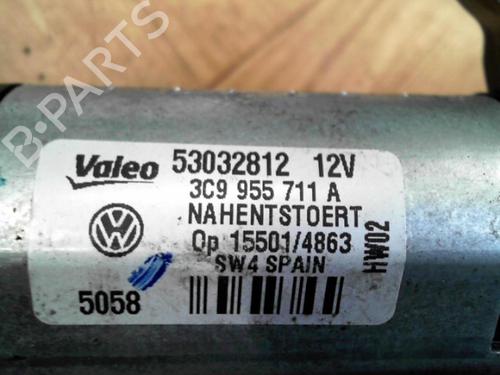 Valeo 53032812 12V
3C9 955 711 A
NAHENTSTOERT
Op 15501/4863
SW4 SPAIN
HW02
5058
B-PARTS